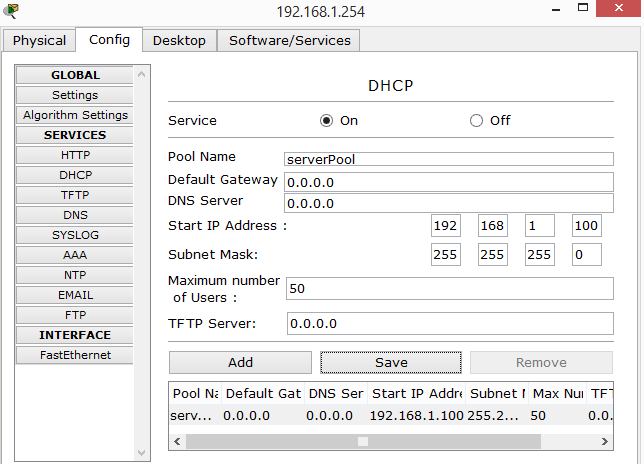 192.168.1.254
Physical Config Desktop Software/Services
GLOBAL
Settings
Algorithm Settings
SERVICES
HTTP
DHCP
TFTP
DNS
SYSLOG
AAA
NTP
EMAIL
FTP
INTERFACE
FastEthernet
DHCP
Service On Off
Pool Name serverPool
Default Gateway 0.0.0.0
DNS Server 0.0.0.0
Start IP Address : 192 168 1 100
Subnet Mask: 255 255 255 0
Maximum number
of Users : 50
TFTP Server: 0.0.0.0
Add Save Remove
Pool Na Default Gat DNS Ser Start IP Addre Subnet M Max Nun TFT
serv... 0.0.0.0 0.0.0.0 192.168.1.100 255.2... 50 0.0.